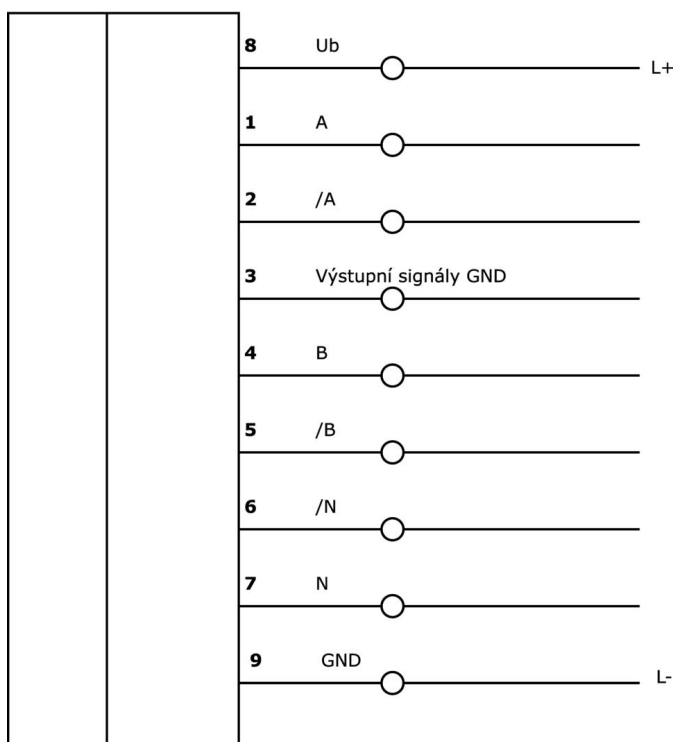 8 Ub L+
1 A
2 /A
3 Výstupní signály GND
4 B
5 /B
6 /N
7 N
9 GND L-